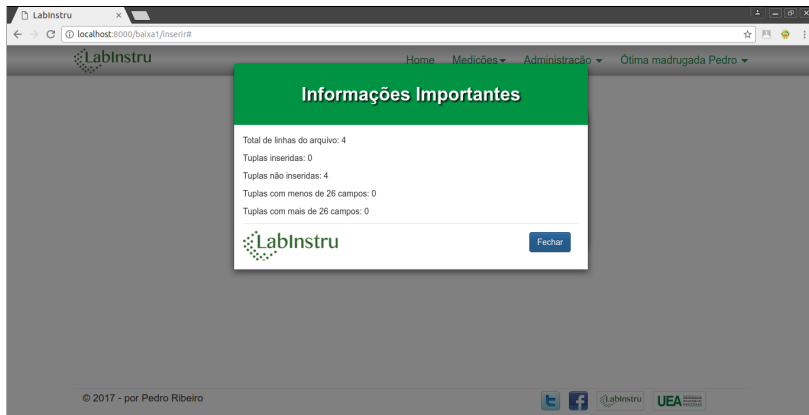 LabInstru
localhost:8000/baixa1/inserir#
LabInstru
Home Medições Administração Ótima madrugada Pedro
Informações Importantes
Total de linhas do arquivo: 4
Tuplas inseridas: 0
Tuplas não inseridas: 4
Tuplas com menos de 26 campos: 0
Tuplas com mais de 26 campos: 0
LabInstru
Fechar
© 2017 - por Pedro Ribeiro
LabInstru
UEA